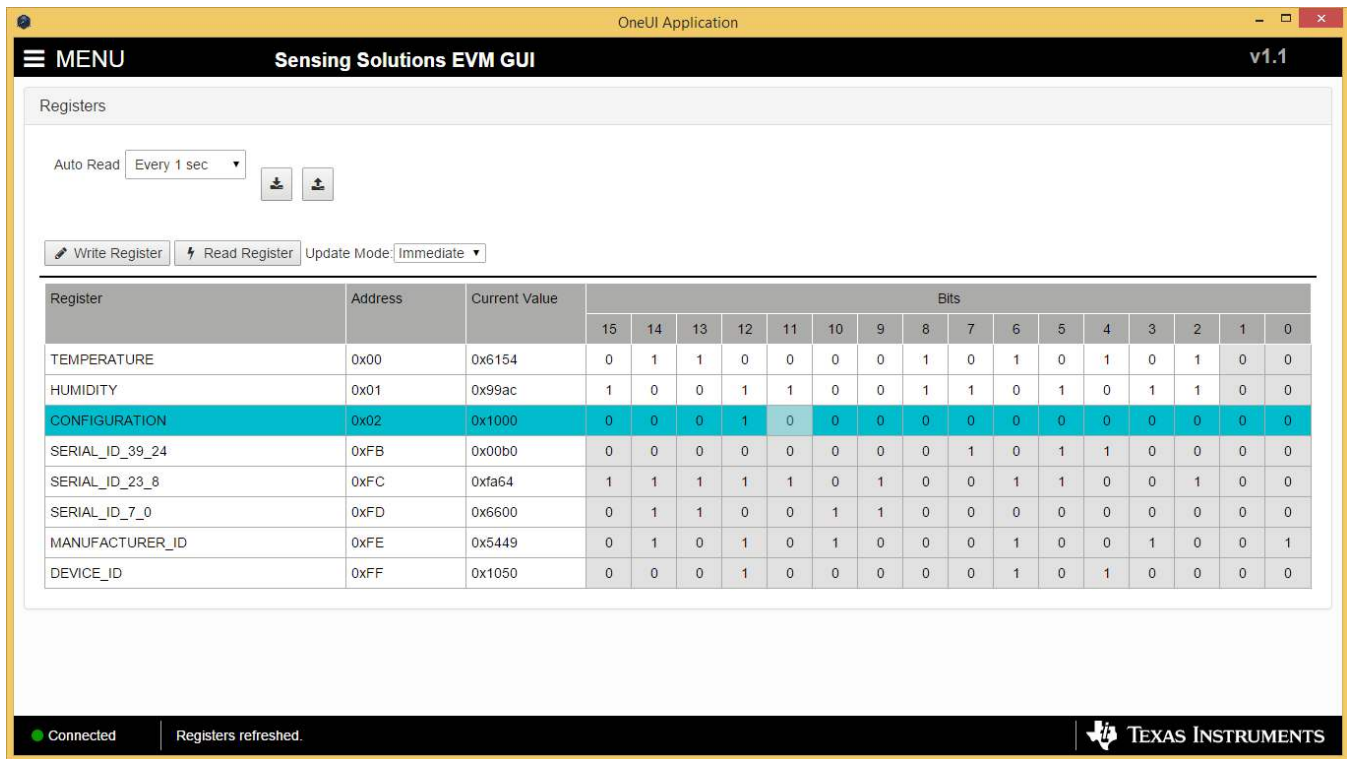 OneUI Application
MENU Sensing Solutions EVM GUI v1.1
Registers
Auto Read Every 1 sec
Write Register Read Register Update Mode: Immediate
Register Address Current Value Bits
15 14 13 12 11 10 9 8 7 6 5 4 3 2 1 0
TEMPERATURE 0x00 0x6154 0 1 1 0 0 0 0 1 0 1 0 1 0 1 0 0
HUMIDITY 0x01 0x99ac 1 0 0 1 1 0 0 1 1 0 1 0 1 1 0 0
CONFIGURATION 0x02 0x1000 0 0 0 1 0 0 0 0 0 0 0 0 0 0 0 0
SERIAL_ID_39_24 0xFB 0x00b0 0 0 0 0 0 0 0 0 1 0 1 1 0 0 0 0
SERIAL_ID_23_8 0xFC 0xfa64 1 1 1 1 1 0 1 0 0 1 1 0 0 1 0 0
SERIAL_ID_7_0 0xFD 0x6600 0 1 1 0 0 1 1 0 0 0 0 0 0 0 0 0
MANUFACTURER_ID 0xFE 0x5449 0 1 0 1 0 1 0 0 0 1 0 0 1 0 0 1
DEVICE_ID 0xFF 0x1050 0 0 0 1 0 0 0 0 0 1 0 1 0 0 0 0
Connected Registers refreshed. TEXAS INSTRUMENTS